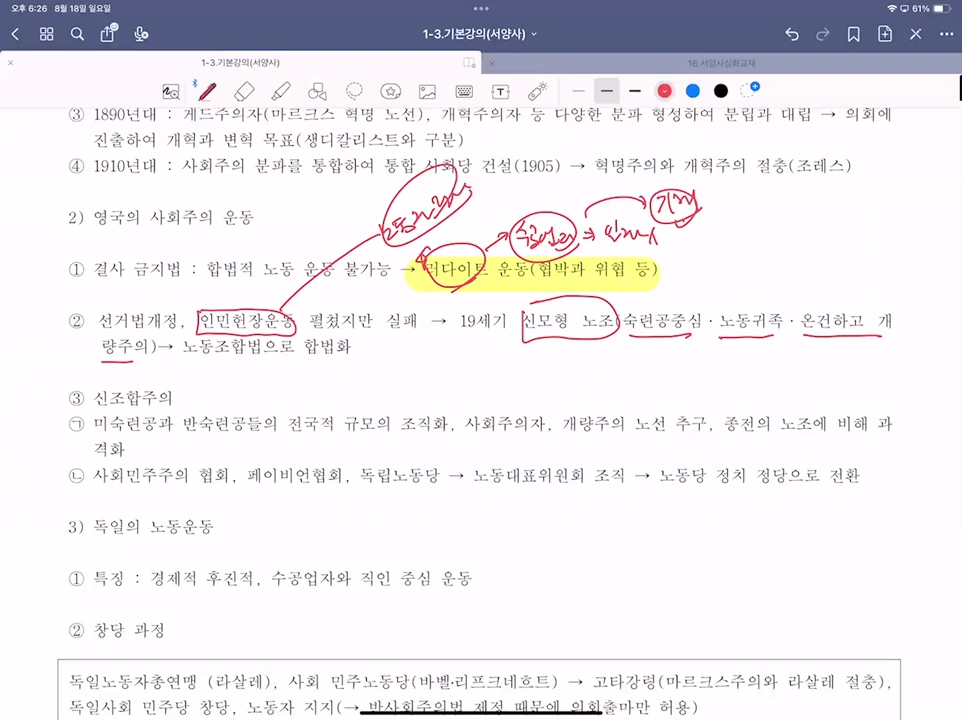 오후 6:26 8월 18일 일요일 61%
1-3.기본강의(서양사)
1-3.기본강의(서양사) 16.서양사심화교재
③ 1890년대 : 게드주의자(마르크스 혁명 노선), 개혁주의자 등 다양한 분파 형성하여 분립과 대립 → 의회에
진출하여 개혁과 변혁 목표(생디칼리스트와 구분)
④ 1910년대 : 사회주의 분파를 통합하여 통합 사회당 건설(1905) → 혁명주의와 개혁주의 절충(조레스)
2) 영국의 사회주의 운동
① 결사 금지법 : 합법적 노동 운동 불가능 → 러다이트 운동(협박과 위협 등)
② 선거법개정, 인민헌장운동 펼쳤지만 실패 → 19세기 신모형 노조(숙련공중심·노동귀족·온건하고 개
량주의)→ 노동조합법으로 합법화
③ 신조합주의
㉠ 미숙련공과 반숙련공들의 전국적 규모의 조직화, 사회주의자, 개량주의 노선 추구, 종전의 노조에 비해 과
격화
㉡ 사회민주주의 협회, 페이비언협회, 독립노동당 → 노동대표위원회 조직 → 노동당 정치 정당으로 전환
3) 독일의 노동운동
① 특징 : 경제적 후진적, 수공업자와 직인 중심 운동
② 창당 과정
독일노동자총연맹 (라살레), 사회 민주노동당(바벨·리프크네흐트) → 고타강령(마르크스주의와 라살레 절충),
독일사회 민주당 창당, 노동자 지지(→ 반사회주의법 제정 때문에 의회출마만 허용)